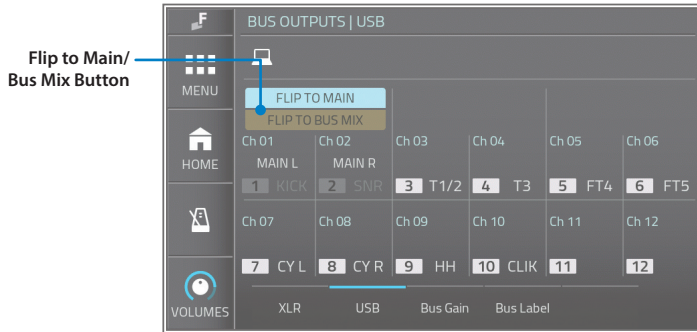 F
BUS OUTPUTS | USB
Flip to Main/
Bus Mix Button
MENU
FLIP TO MAIN
FLIP TO BUS MIX
HOME
Ch 01 Ch 02 Ch 03 Ch 04 Ch 05 Ch 06
MAIN L MAIN R
1 KICK 2 SNR 3 T1/2 4 T3 5 FT4 6 FT5
Ch 07 Ch 08 Ch 09 Ch 10 Ch 11 Ch 12
7 CY L 8 CY R 9 HH 10 CLIK 11 12
VOLUMES
XLR USB Bus Gain Bus Label